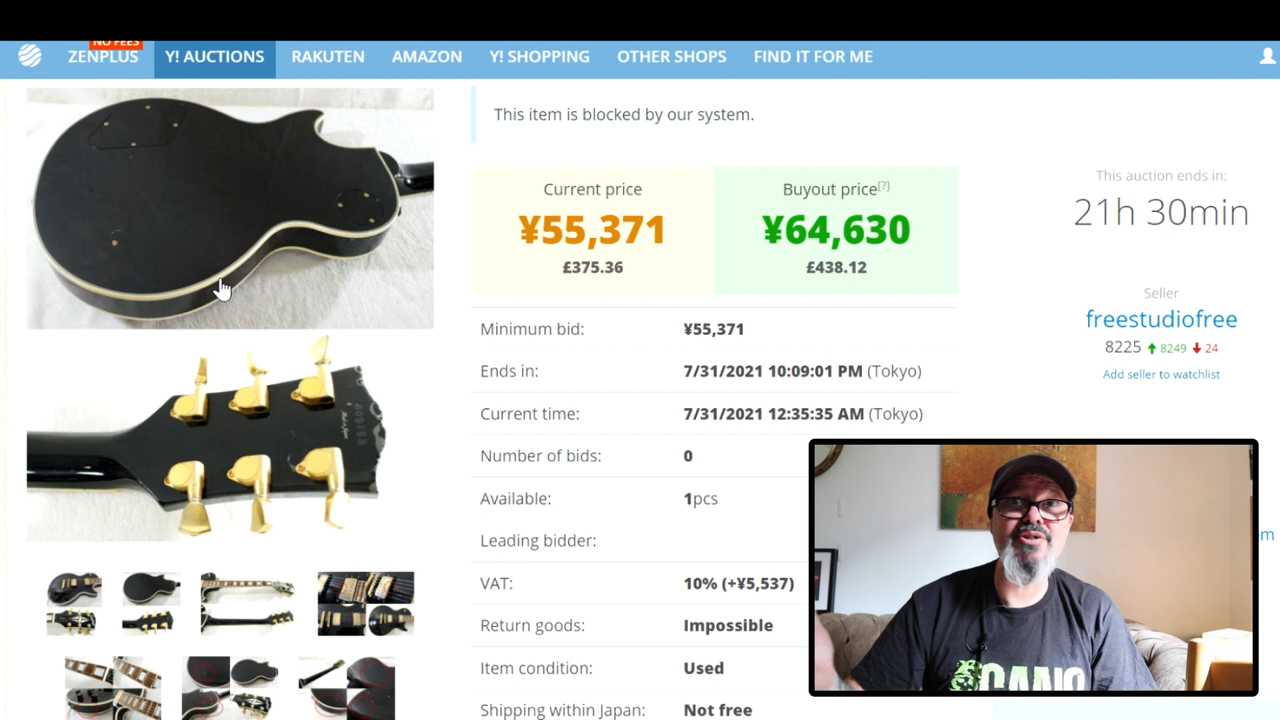 NO FEES
ZENPLUS
Y! AUCTIONS
RAKUTEN
AMAZON
Y! SHOPPING
OTHER SHOPS
FIND IT FOR ME
This item is blocked by our system.
Current price
¥55,371
£375.36
Buyout price[?]
¥64,630
£438.12
This auction ends in:
21h 30min
Seller
freestudiofree
8225 8249 24
Add seller to watchlist
Minimum bid: ¥55,371
Ends in: 7/31/2021 10:09:01 PM (Tokyo)
Current time: 7/31/2021 12:35:35 AM (Tokyo)
Number of bids: 0
Available: 1pcs
Leading bidder:
VAT: 10% (+¥5,537)
Return goods: Impossible
Item condition: Used
Shipping within Japan: Not free
m